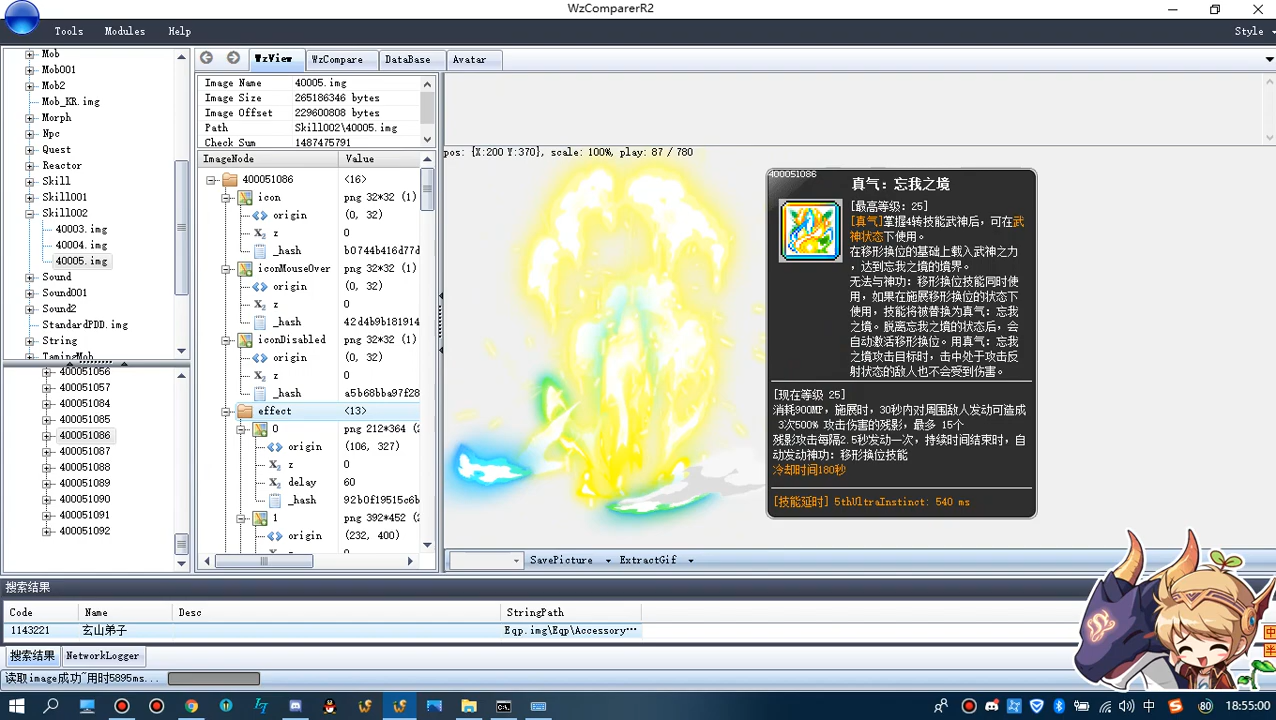 WzComparerR2
Tools Modules Help Style
Mob
Mob001
Mob2
Mob_KR.img
Morph
Npc
Quest
Reactor
Skill
Skill001
Skill002
40003.img
40004.img
40005.img
Sound
Sound001
Sound2
StandardPDD.img
String
TamingMob
400051056
400051057
400051084
400051085
400051086
400051087
400051088
400051089
400051090
400051091
400051092
WzView WzCompare DataBase Avatar
Image Name 40005.img
Image Size 265186346 bytes
Image Offset 229600808 bytes
Path Skill002\40005.img
Check Sum 1487475791
ImageNode Value
400051086 <16>
icon png 32*32 (1)
origin (0, 32)
z 0
_hash b0744b416d77d
iconMouseOver png 32*32 (1)
origin (0, 32)
z 0
_hash 42d4b9b181914
iconDisabled png 32*32 (1)
origin (0, 32)
z 0
_hash a5b68bba97f28
effect <13>
0 png 212*364 (2
origin (106, 327)
z 0
delay 60
_hash 92b0f19515c6b
1 png 392*452 (2
origin (232, 400)
pos: {X:200 Y:370}, scale: 100%, play: 87 / 780
400051086
真气：忘我之境
[最高等级: 25]
[真气]掌握4转技能武神后，可在武
神状态下使用。
在移形换位的基础上载入武神之力
，达到忘我之境的境界。
无法与神功：移形换位技能同时使
用，如果在施展移形换位的状态下
使用，技能将被替换为真气：忘我
之境。脱离忘我之境的状态后，会
自动激活移形换位。用真气：忘我
之境攻击目标时，击中处于攻击反
射状态的敌人也不会受到伤害。
[现在等级 25]
消耗900MP，施展时，30秒内对周围敌人发动可造成
3次500% 攻击伤害的残影，最多 15个
残影攻击每隔2.5秒发动一次，持续时间结束时，自
动发动神功：移形换位技能
冷却时间180秒
[技能延时] 5thUltraInstinct: 540 ms
SavePicture ExtractGif
搜索结果
Code Name Desc StringPath
1143221 玄山弟子 Eqp.img\Eqp\Accessory…
搜索结果 NetworkLogger
读取image成功~用时5895ms...
中
半
中 80 18:55:00